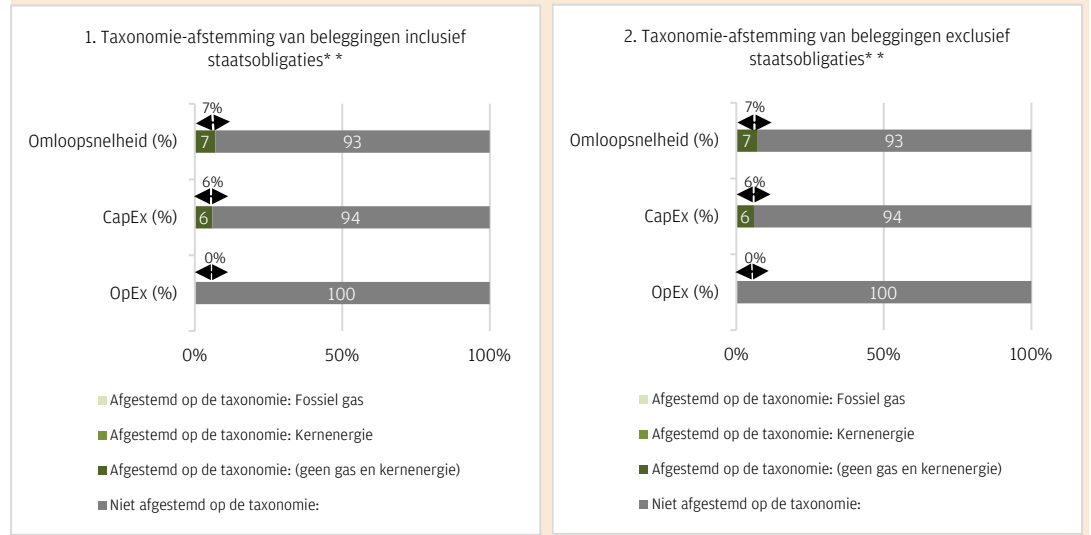 1. Taxonomie-afstemming van beleggingen inclusief
staatsobligaties* *
7%
Omloopsnelheid (%) 7 93
6%
CapEx (%) 6 94
0%
OpEx (%) 100
0% 50% 100%
Afgestemd op de taxonomie: Fossiel gas
Afgestemd op de taxonomie: Kernenergie
Afgestemd op de taxonomie: (geen gas en kernenergie)
Niet afgestemd op de taxonomie:
2. Taxonomie-afstemming van beleggingen exclusief
staatsobligaties* *
7%
Omloopsnelheid (%) 7 93
6%
CapEx (%) 6 94
0%
OpEx (%) 100
0% 50% 100%
Afgestemd op de taxonomie: Fossiel gas
Afgestemd op de taxonomie: Kernenergie
Afgestemd op de taxonomie: (geen gas en kernenergie)
Niet afgestemd op de taxonomie: